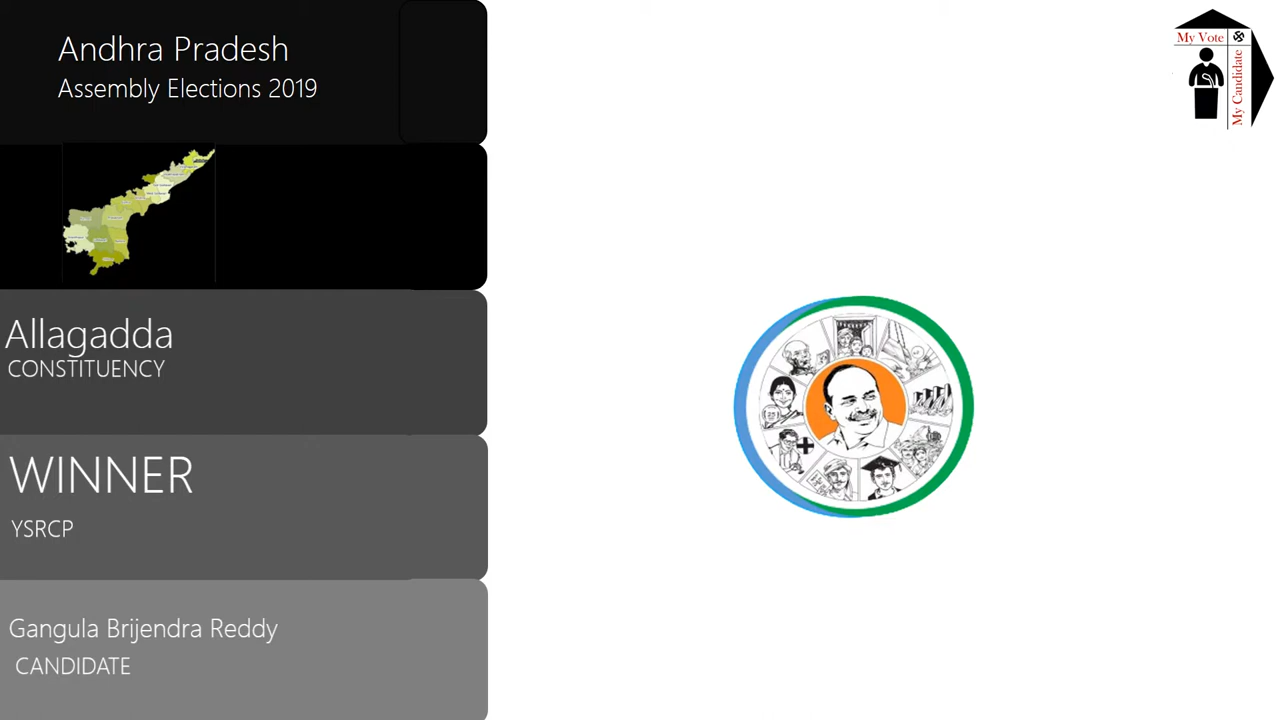 Andhra Pradesh
Assembly Elections 2019
Allagadda
CONSTITUENCY
WINNER
YSRCP
Gangula Brijendra Reddy
CANDIDATE
My Vote
My Candidate